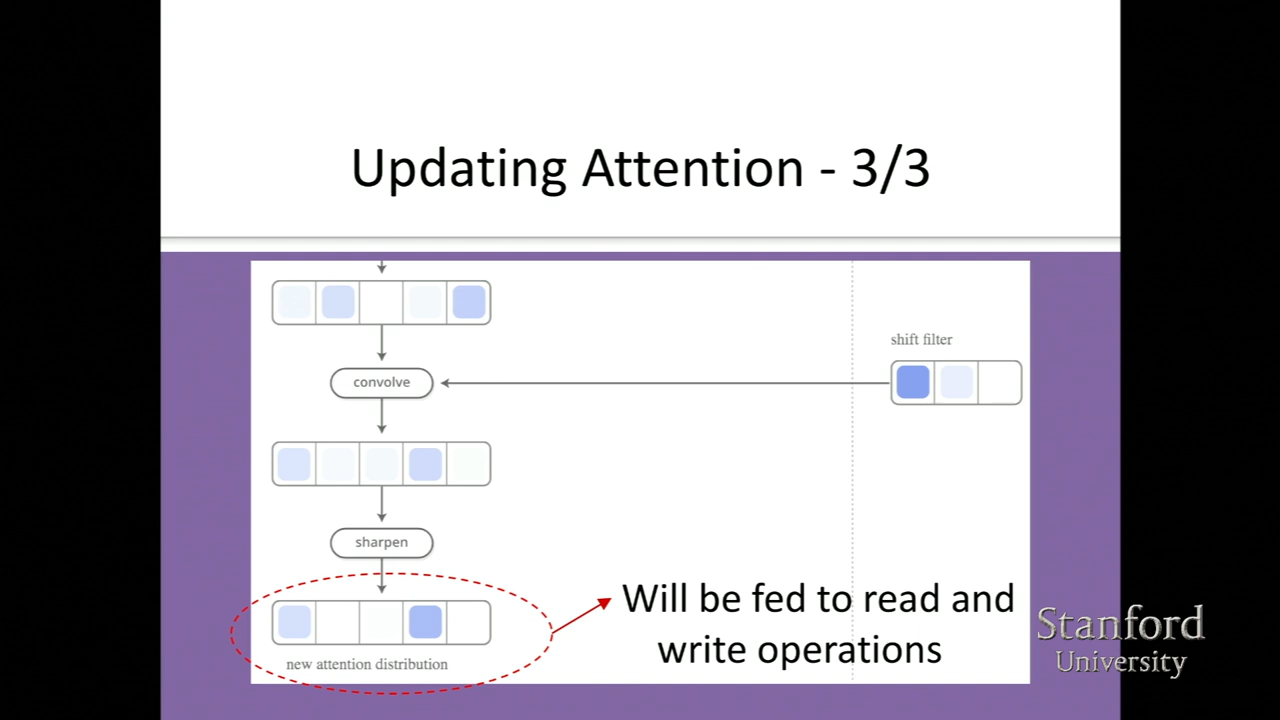 Updating Attention - 3/3
shift filter
convolve
sharpen
new attention distribution
Will be fed to read and
write operations
Stanford
University